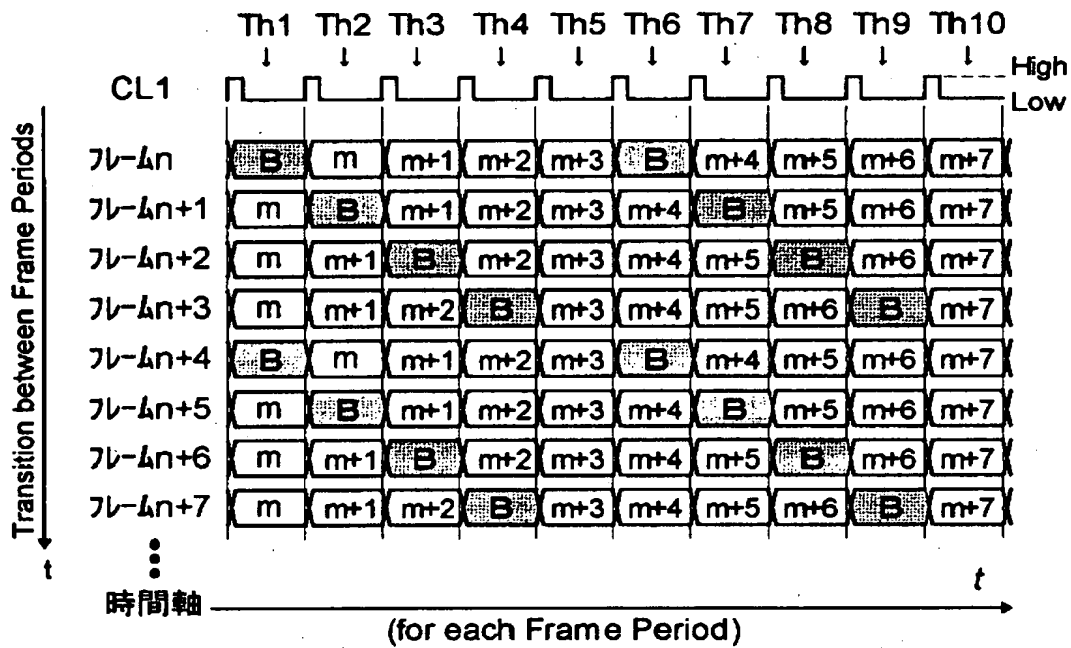 Th1 Th2 Th3 Th4 Th5 Th6 Th7 Th8 Th9 Th10
CL1
High
Low
フレームn B m m+1 m+2 m+3 B m+4 m+5 m+6 m+7
フレームn+1 m B m+1 m+2 m+3 m+4 B m+5 m+6 m+7
フレームn+2 m m+1 B m+2 m+3 m+4 m+5 B m+6 m+7
フレームn+3 m m+1 m+2 B m+3 m+4 m+5 m+6 B m+7
フレームn+4 B m m+1 m+2 m+3 B m+4 m+5 m+6 m+7
フレームn+5 m B m+1 m+2 m+3 m+4 B m+5 m+6 m+7
フレームn+6 m m+1 B m+2 m+3 m+4 m+5 B m+6 m+7
フレームn+7 m m+1 m+2 B m+3 m+4 m+5 m+6 B m+7
Transition between Frame Periods
t
t
時間軸
(for each Frame Period)